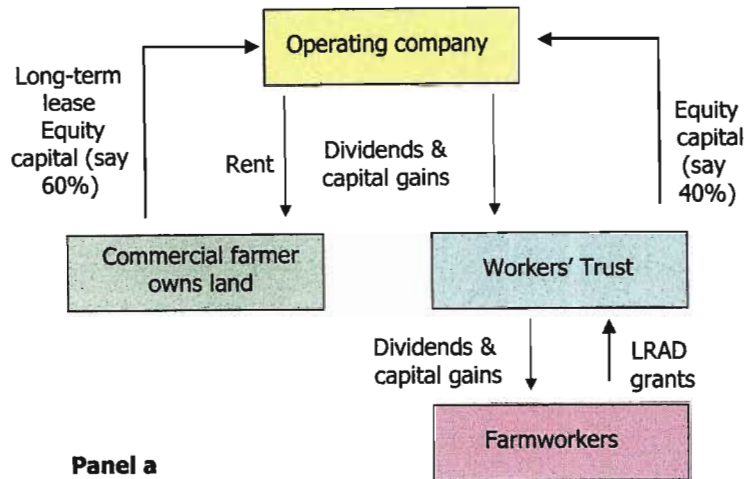 Operating company
Long-term
lease
Equity
capital (say
60%)
Rent
Dividends &
capital gains
Equity
capital
(say
40%)
Commercial farmer
owns land
Workers' Trust
Dividends &
capital gains
LRAD
grants
Farmworkers
Panel a